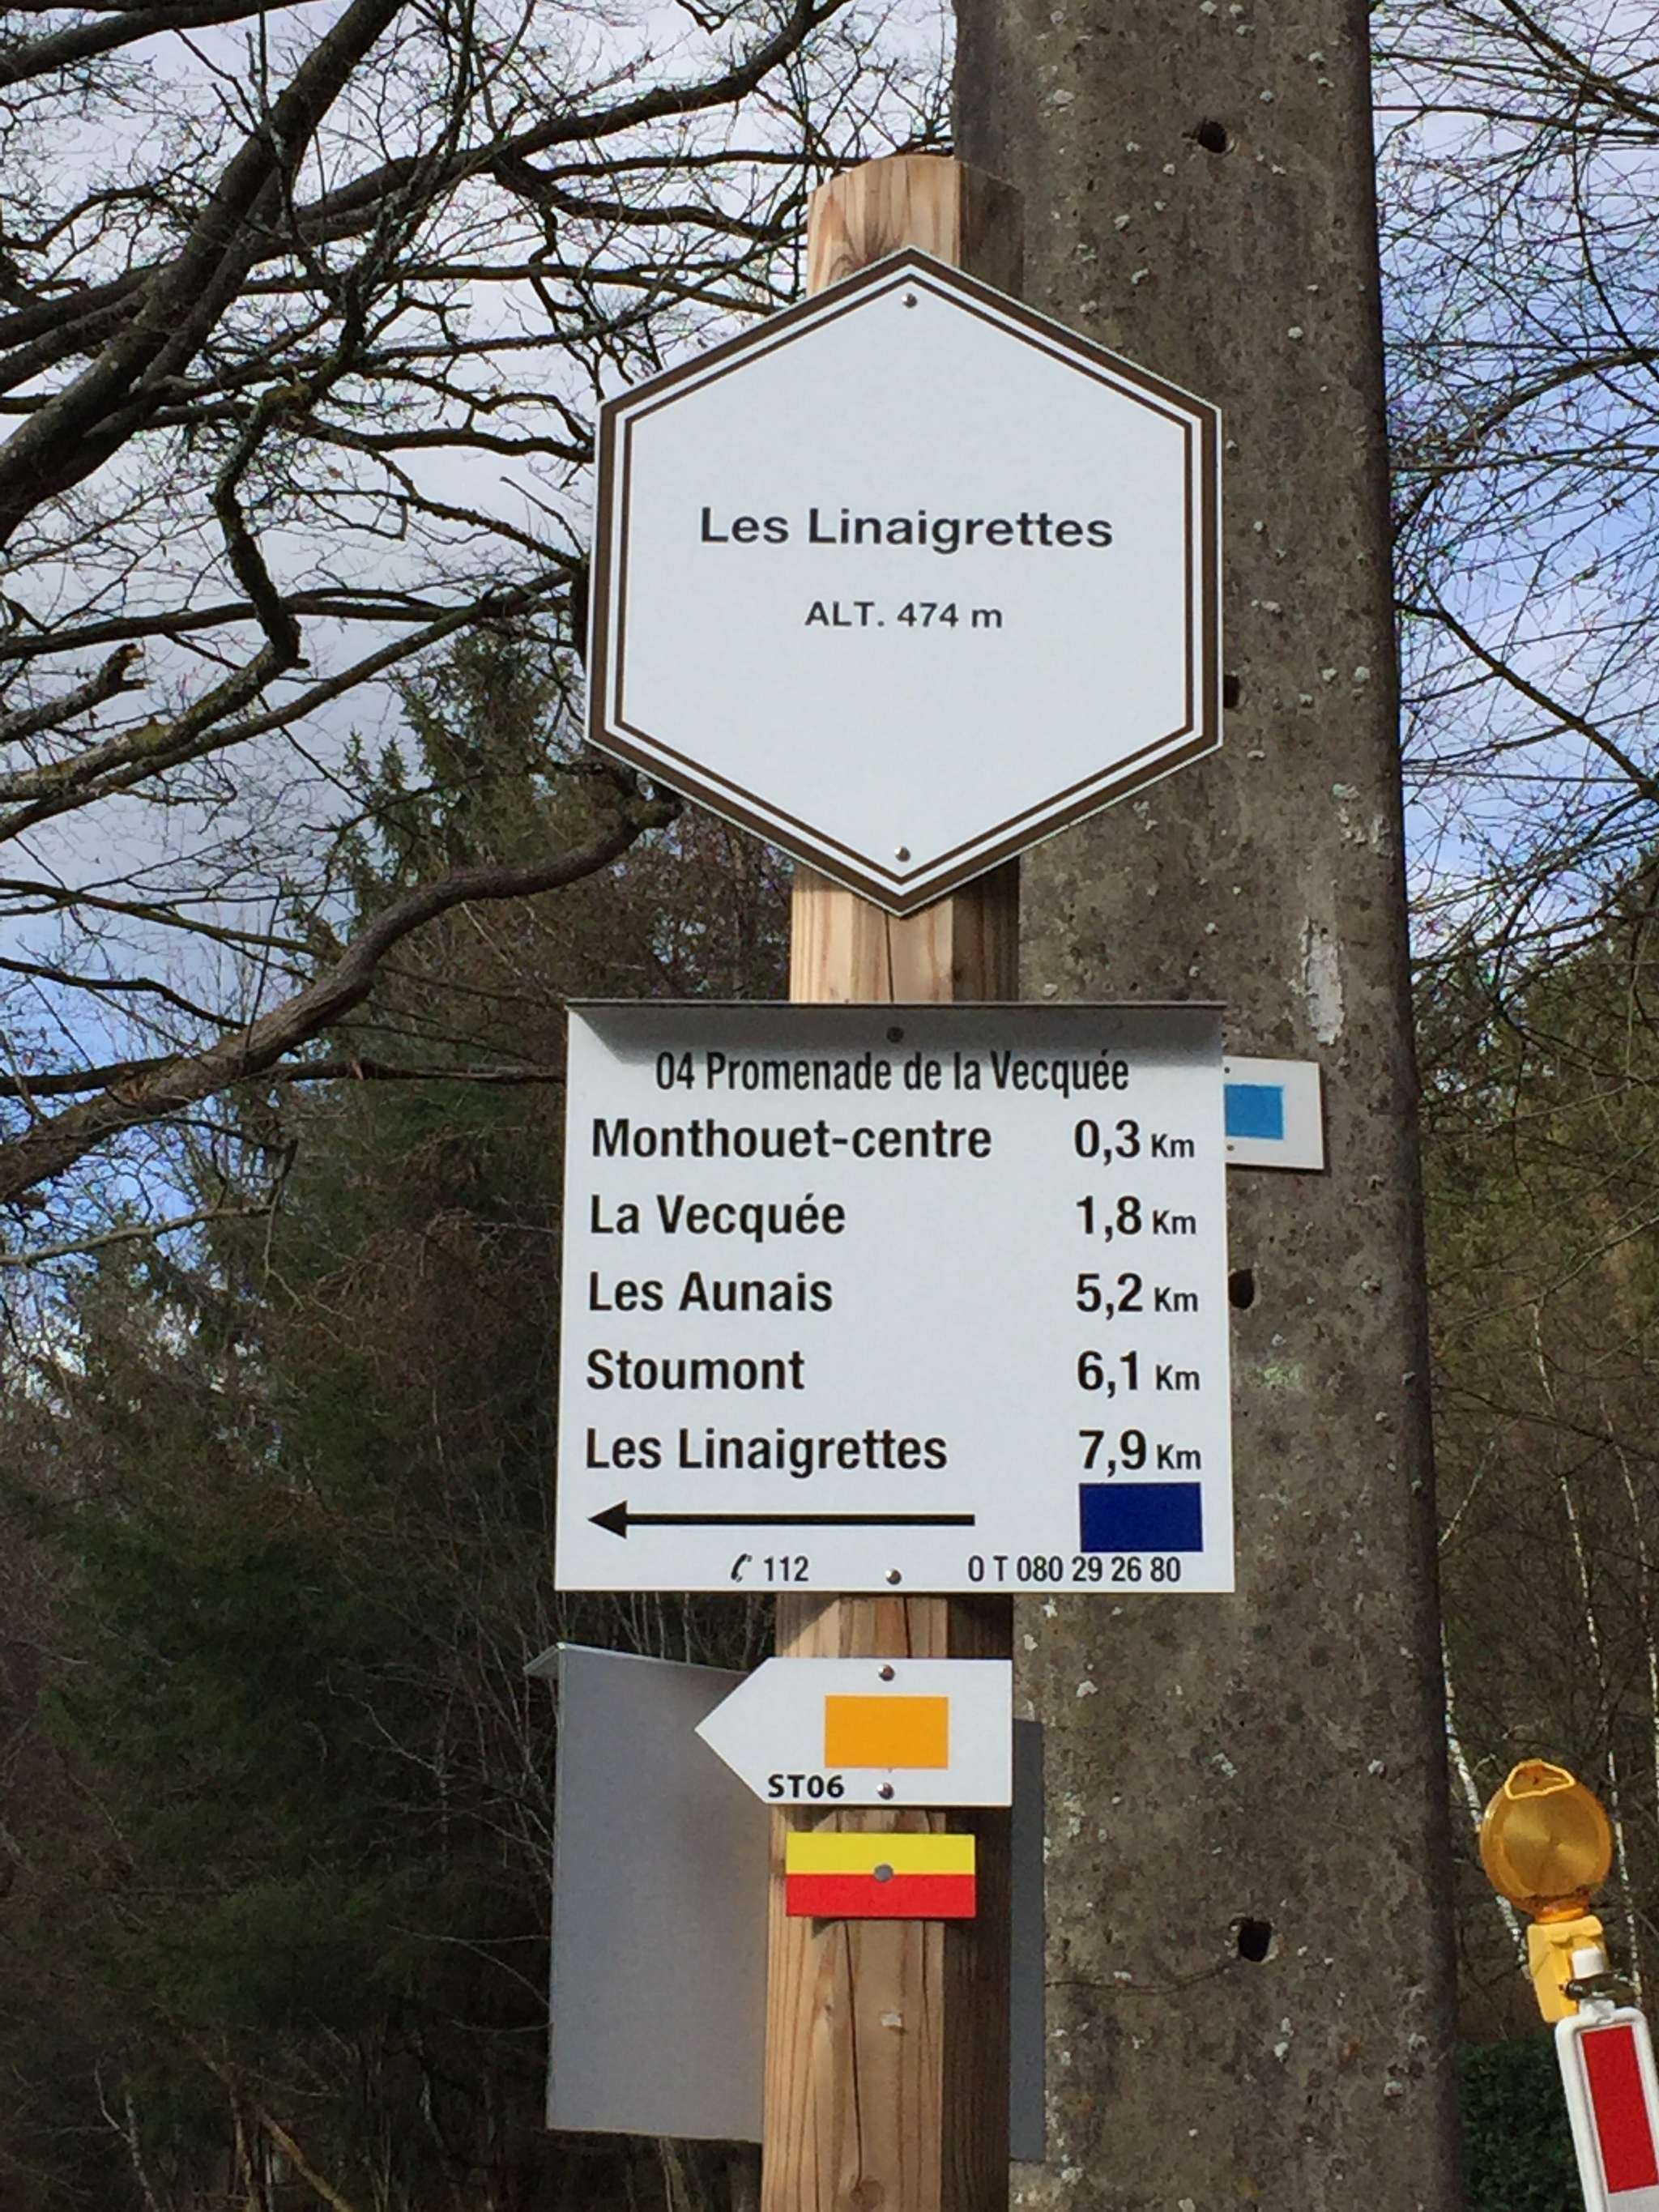 Les Linaigrettes
ALT. 474 m
04 Promenade de la Vecquée
Monthouet-centre 0,3 Km
La Vecquée 1,8 Km
Les Aunais 5,2 Km
Stoumont 6,1 Km
Les Linaigrettes 7,9 Km
112 O T 080 29 26 80
ST06